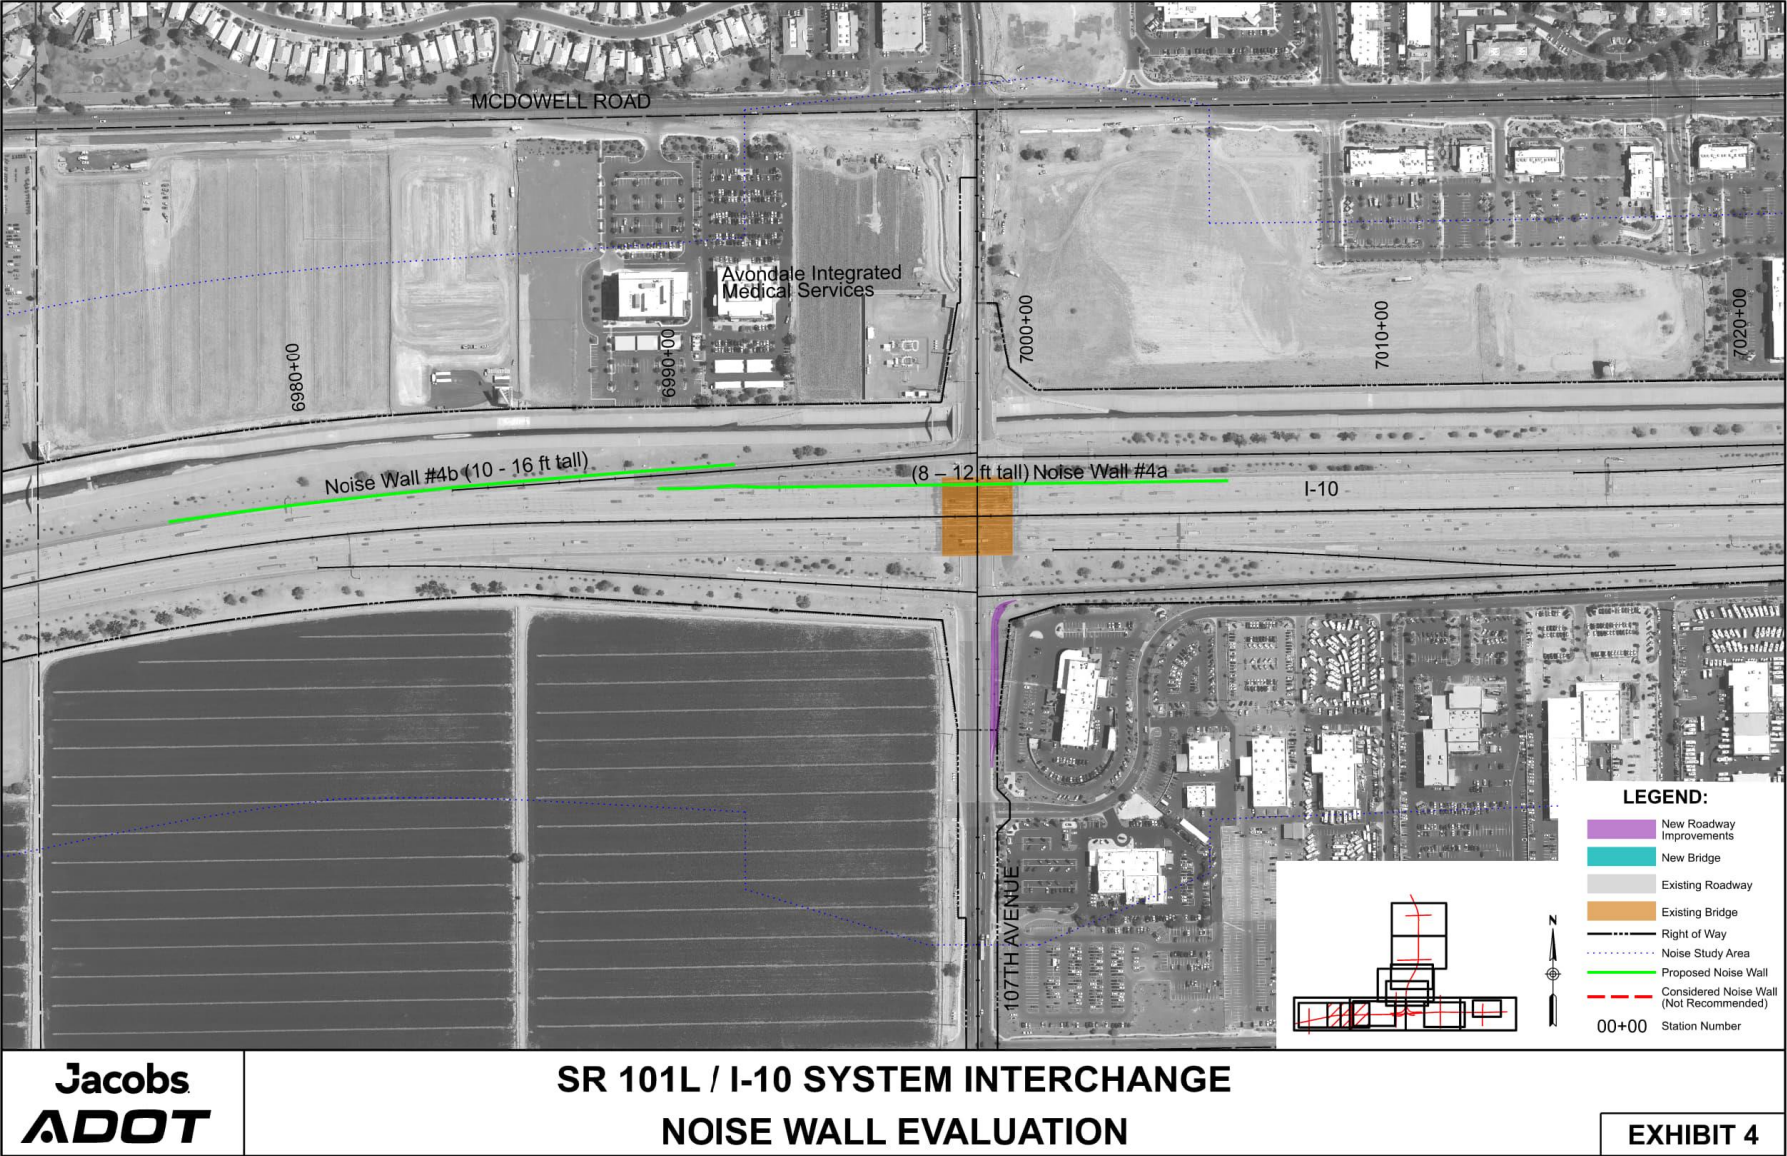 MCDOWELL ROAD
Avondale Integrated
Medical Services
6980+00
6990+00
7000+00
7010+00
7020+00
Noise Wall #4b (10 - 16 ft tall)
(8 – 12 ft tall) Noise Wall #4a
I-10
107TH AVENUE
LEGEND:
New Roadway
Improvements
New Bridge
Existing Roadway
Existing Bridge
Right of Way
Noise Study Area
Proposed Noise Wall
Considered Noise Wall
(Not Recommended)
00+00 Station Number
N
Jacobs
ADOT
SR 101L / I-10 SYSTEM INTERCHANGE
NOISE WALL EVALUATION
EXHIBIT 4